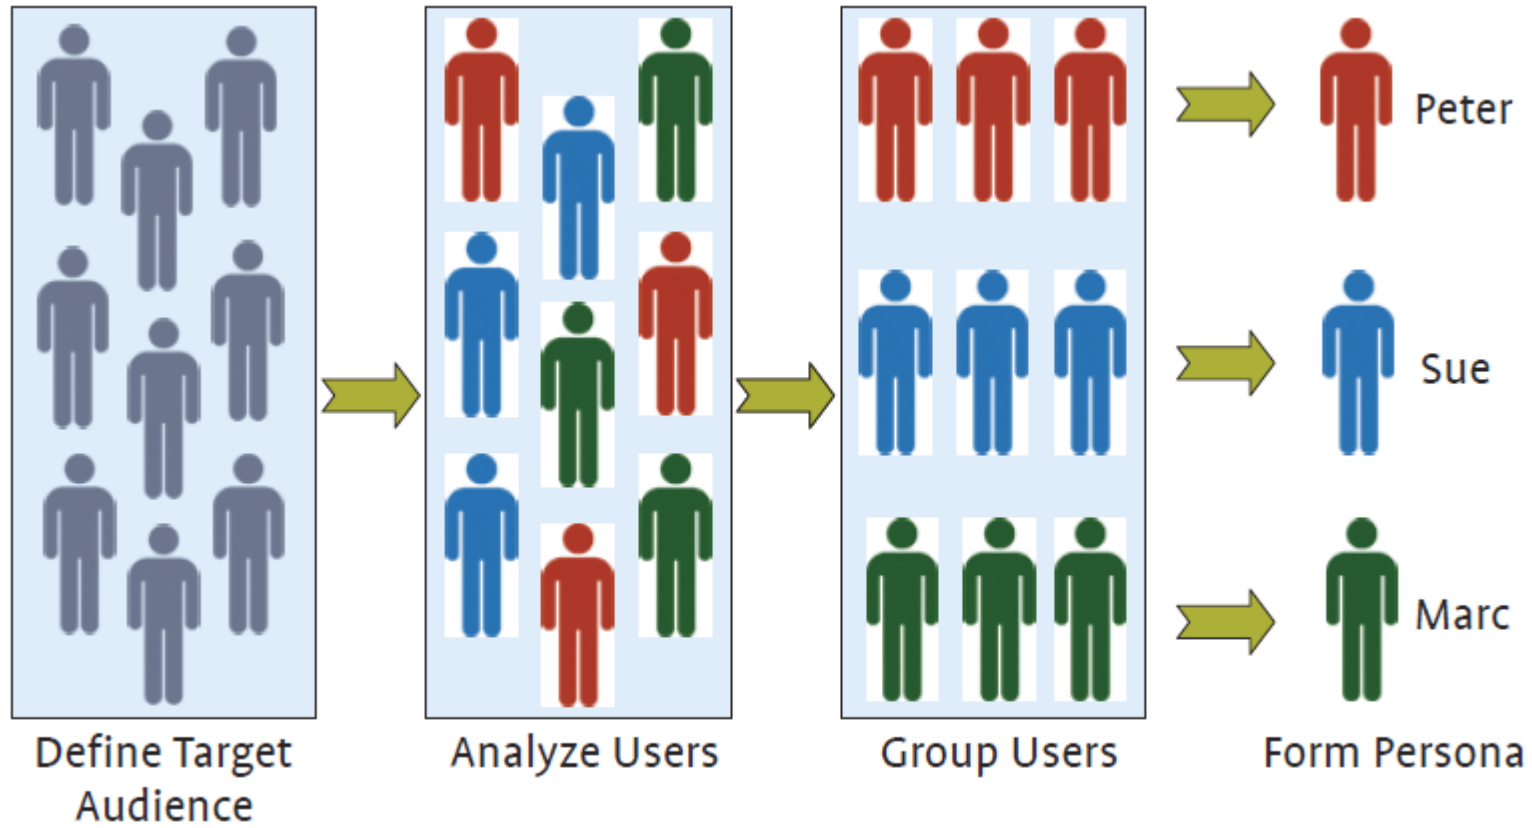 Peter
Sue
Marc
Define Target
Audience
Analyze Users
Group Users
Form Persona